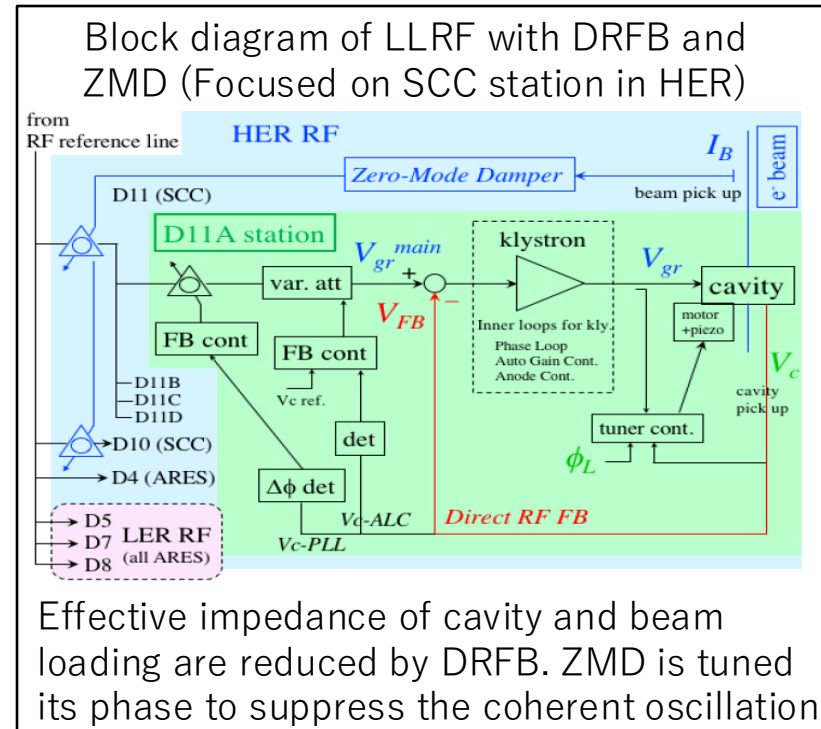 Block diagram of LLRF with DRFB and
ZMD (Focused on SCC station in HER)
from
RF reference line
HER RF
I_B
e⁻ beam
Zero-Mode Damper
beam pick up
D11 (SCC)
D11A station
V_gr^main
+
−
klystron
V_gr
cavity
var. att
V_FB
motor
+piezo
Inner loops for kly.
Phase Loop
Auto Gain Cont.
Anode Cont.
FB cont
FB cont
V_c
cavity
pick up
Vc ref.
D11B
D11C
D11D
det
tuner cont.
D10 (SCC)
ϕ_L
D4 (ARES)
Δϕ det
Vc-ALC
Direct RF FB
Vc-PLL
D5
D7
D8
LER RF
(all ARES)
Effective impedance of cavity and beam
loading are reduced by DRFB. ZMD is tuned
its phase to suppress the coherent oscillation